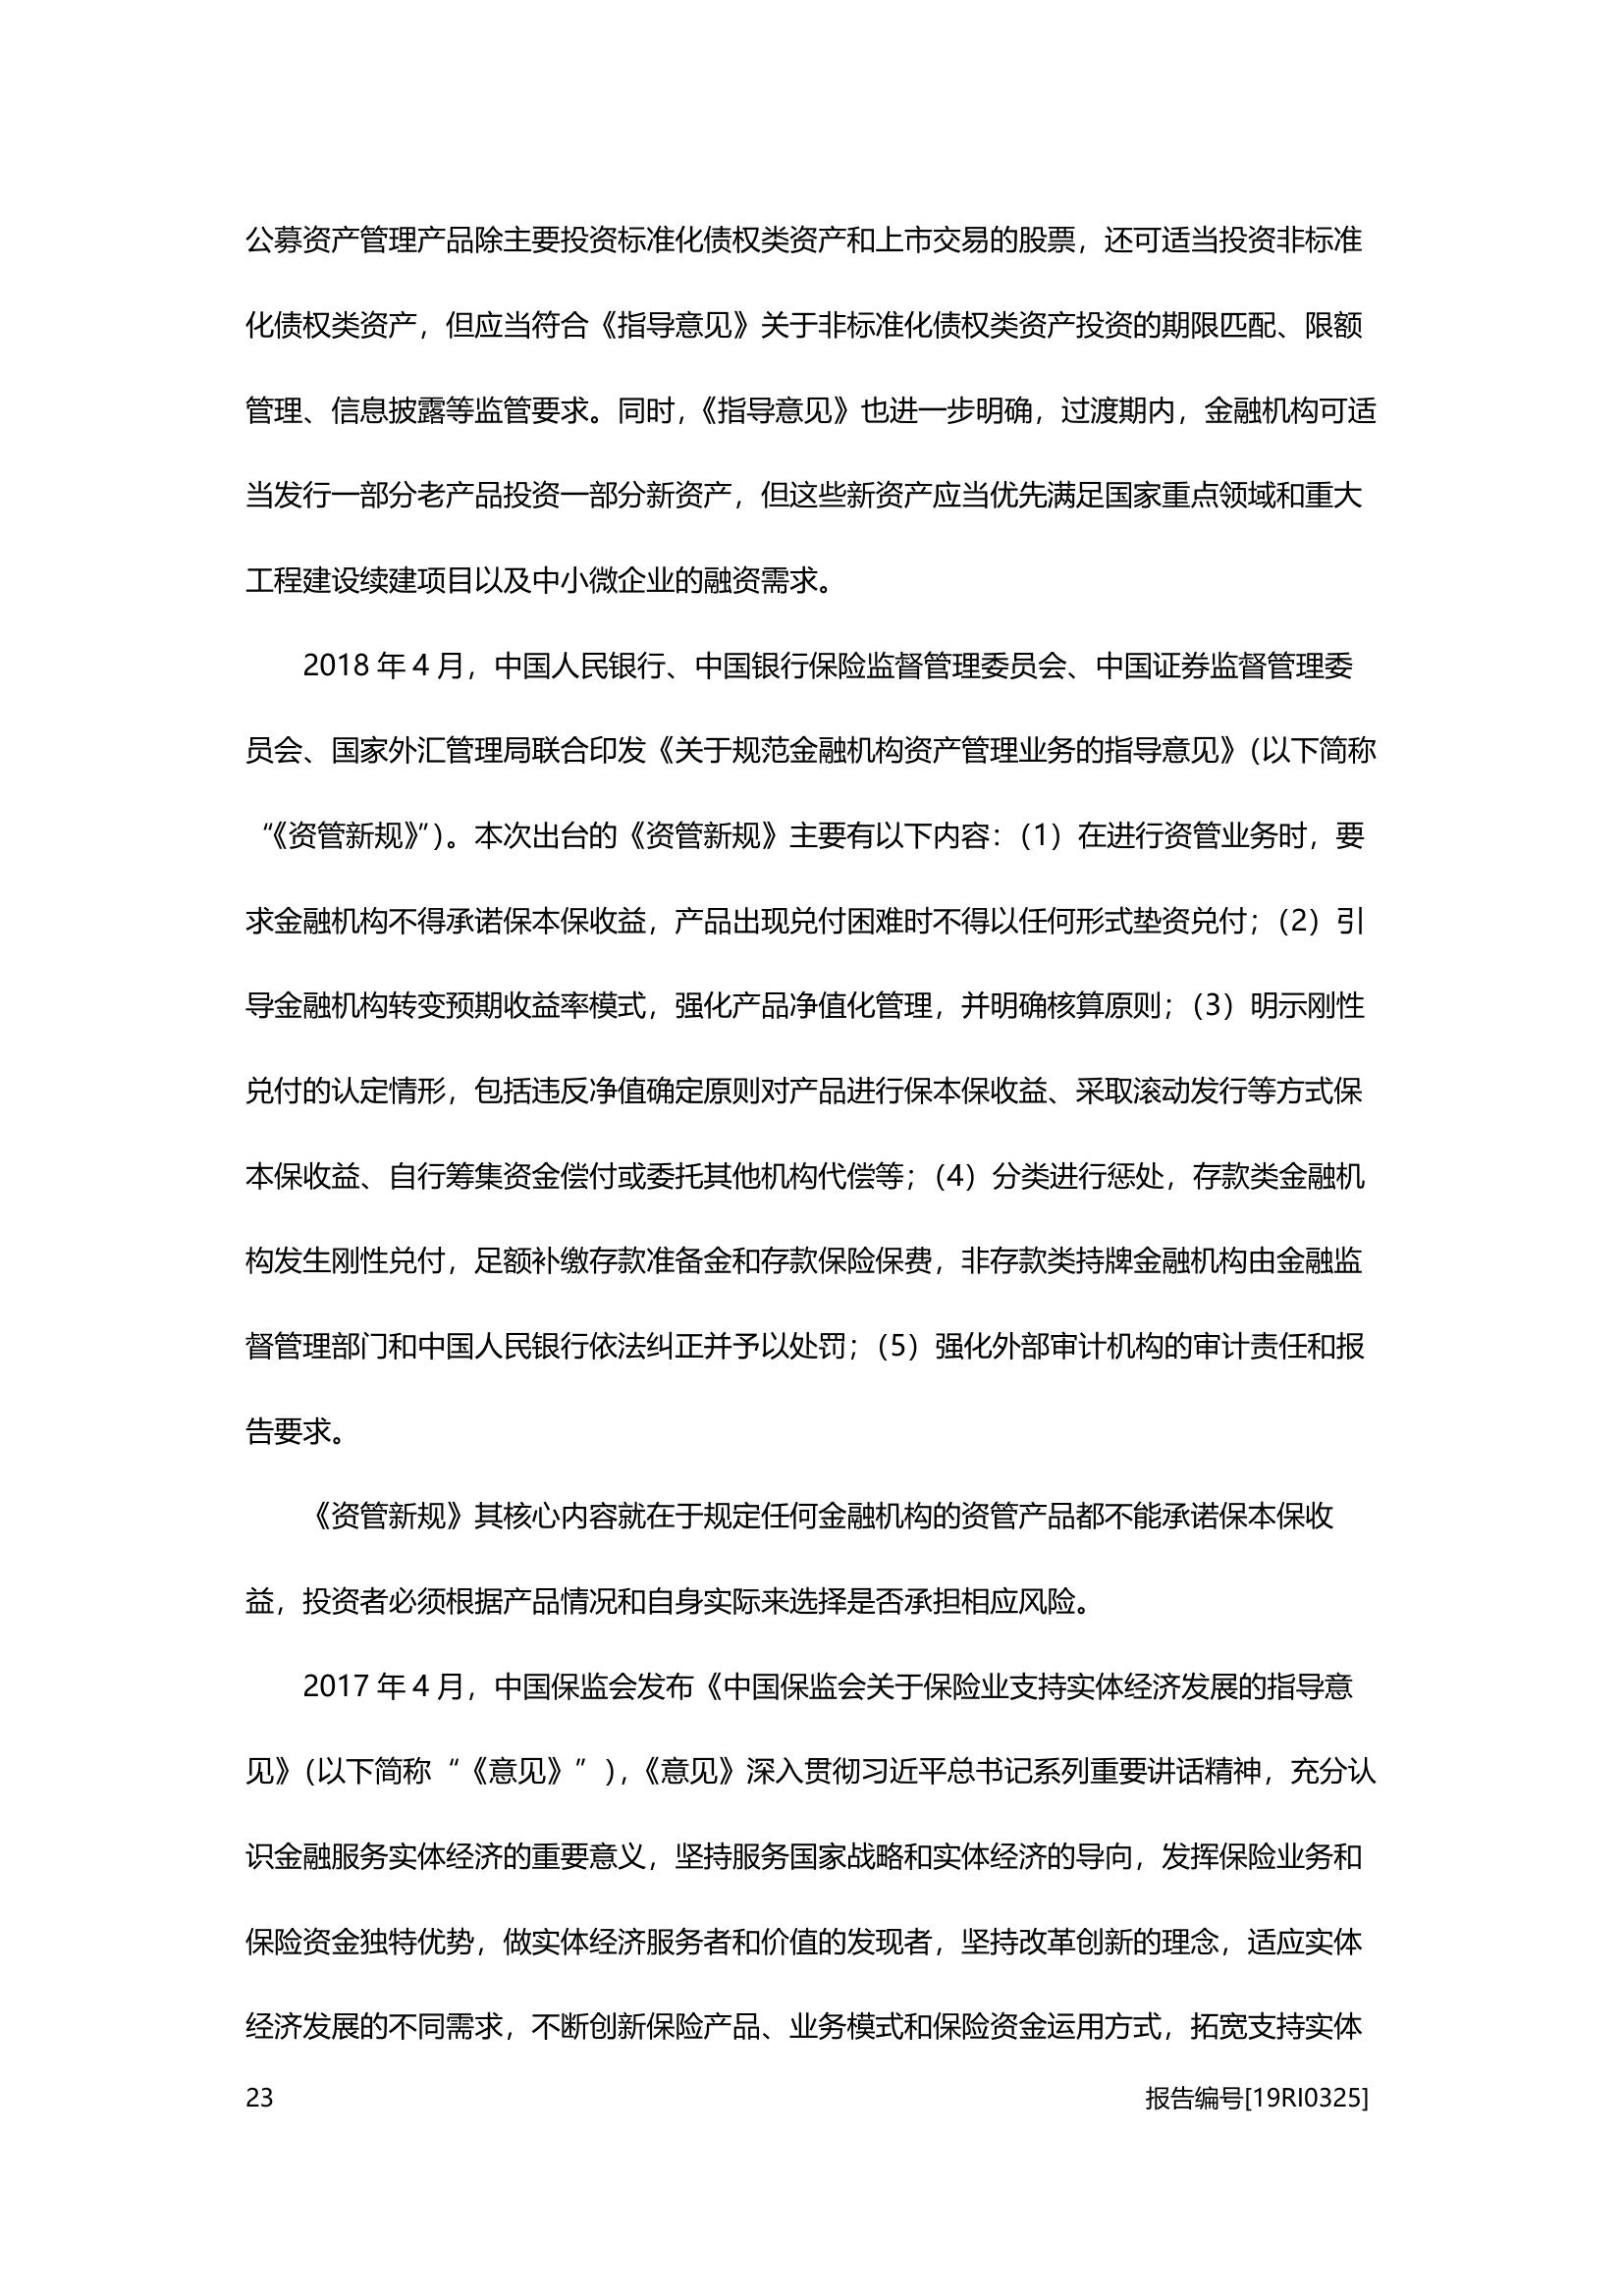 公募资产管理产品除主要投资标准化债权类资产和上市交易的股票，还可适当投资非标准
化债权类资产，但应当符合《指导意见》关于非标准化债权类资产投资的期限匹配、限额
管理、信息披露等监管要求。同时，《指导意见》也进一步明确，过渡期内，金融机构可适
当发行一部分老产品投资一部分新资产，但这些新资产应当优先满足国家重点领域和重大
工程建设续建项目以及中小微企业的融资需求。
2018 年 4 月，中国人民银行、中国银行保险监督管理委员会、中国证券监督管理委
员会、国家外汇管理局联合印发《关于规范金融机构资产管理业务的指导意见》（以下简称
“《资管新规》”）。本次出台的《资管新规》主要有以下内容：（1）在进行资管业务时，要
求金融机构不得承诺保本保收益，产品出现兑付困难时不得以任何形式垫资兑付；（2）引
导金融机构转变预期收益率模式，强化产品净值化管理，并明确核算原则；（3）明示刚性
兑付的认定情形，包括违反净值确定原则对产品进行保本保收益、采取滚动发行等方式保
本保收益、自行筹集资金偿付或委托其他机构代偿等；（4）分类进行惩处，存款类金融机
构发生刚性兑付，足额补缴存款准备金和存款保险保费，非存款类持牌金融机构由金融监
督管理部门和中国人民银行依法纠正并予以处罚；（5）强化外部审计机构的审计责任和报
告要求。
《资管新规》其核心内容就在于规定任何金融机构的资管产品都不能承诺保本保收
益，投资者必须根据产品情况和自身实际来选择是否承担相应风险。
2017 年 4 月，中国保监会发布《中国保监会关于保险业支持实体经济发展的指导意
见》（以下简称“《意见》”），《意见》深入贯彻习近平总书记系列重要讲话精神，充分认
识金融服务实体经济的重要意义，坚持服务国家战略和实体经济的导向，发挥保险业务和
保险资金独特优势，做实体经济服务者和价值的发现者，坚持改革创新的理念，适应实体
经济发展的不同需求，不断创新保险产品、业务模式和保险资金运用方式，拓宽支持实体
23 报告编号[19RI0325]